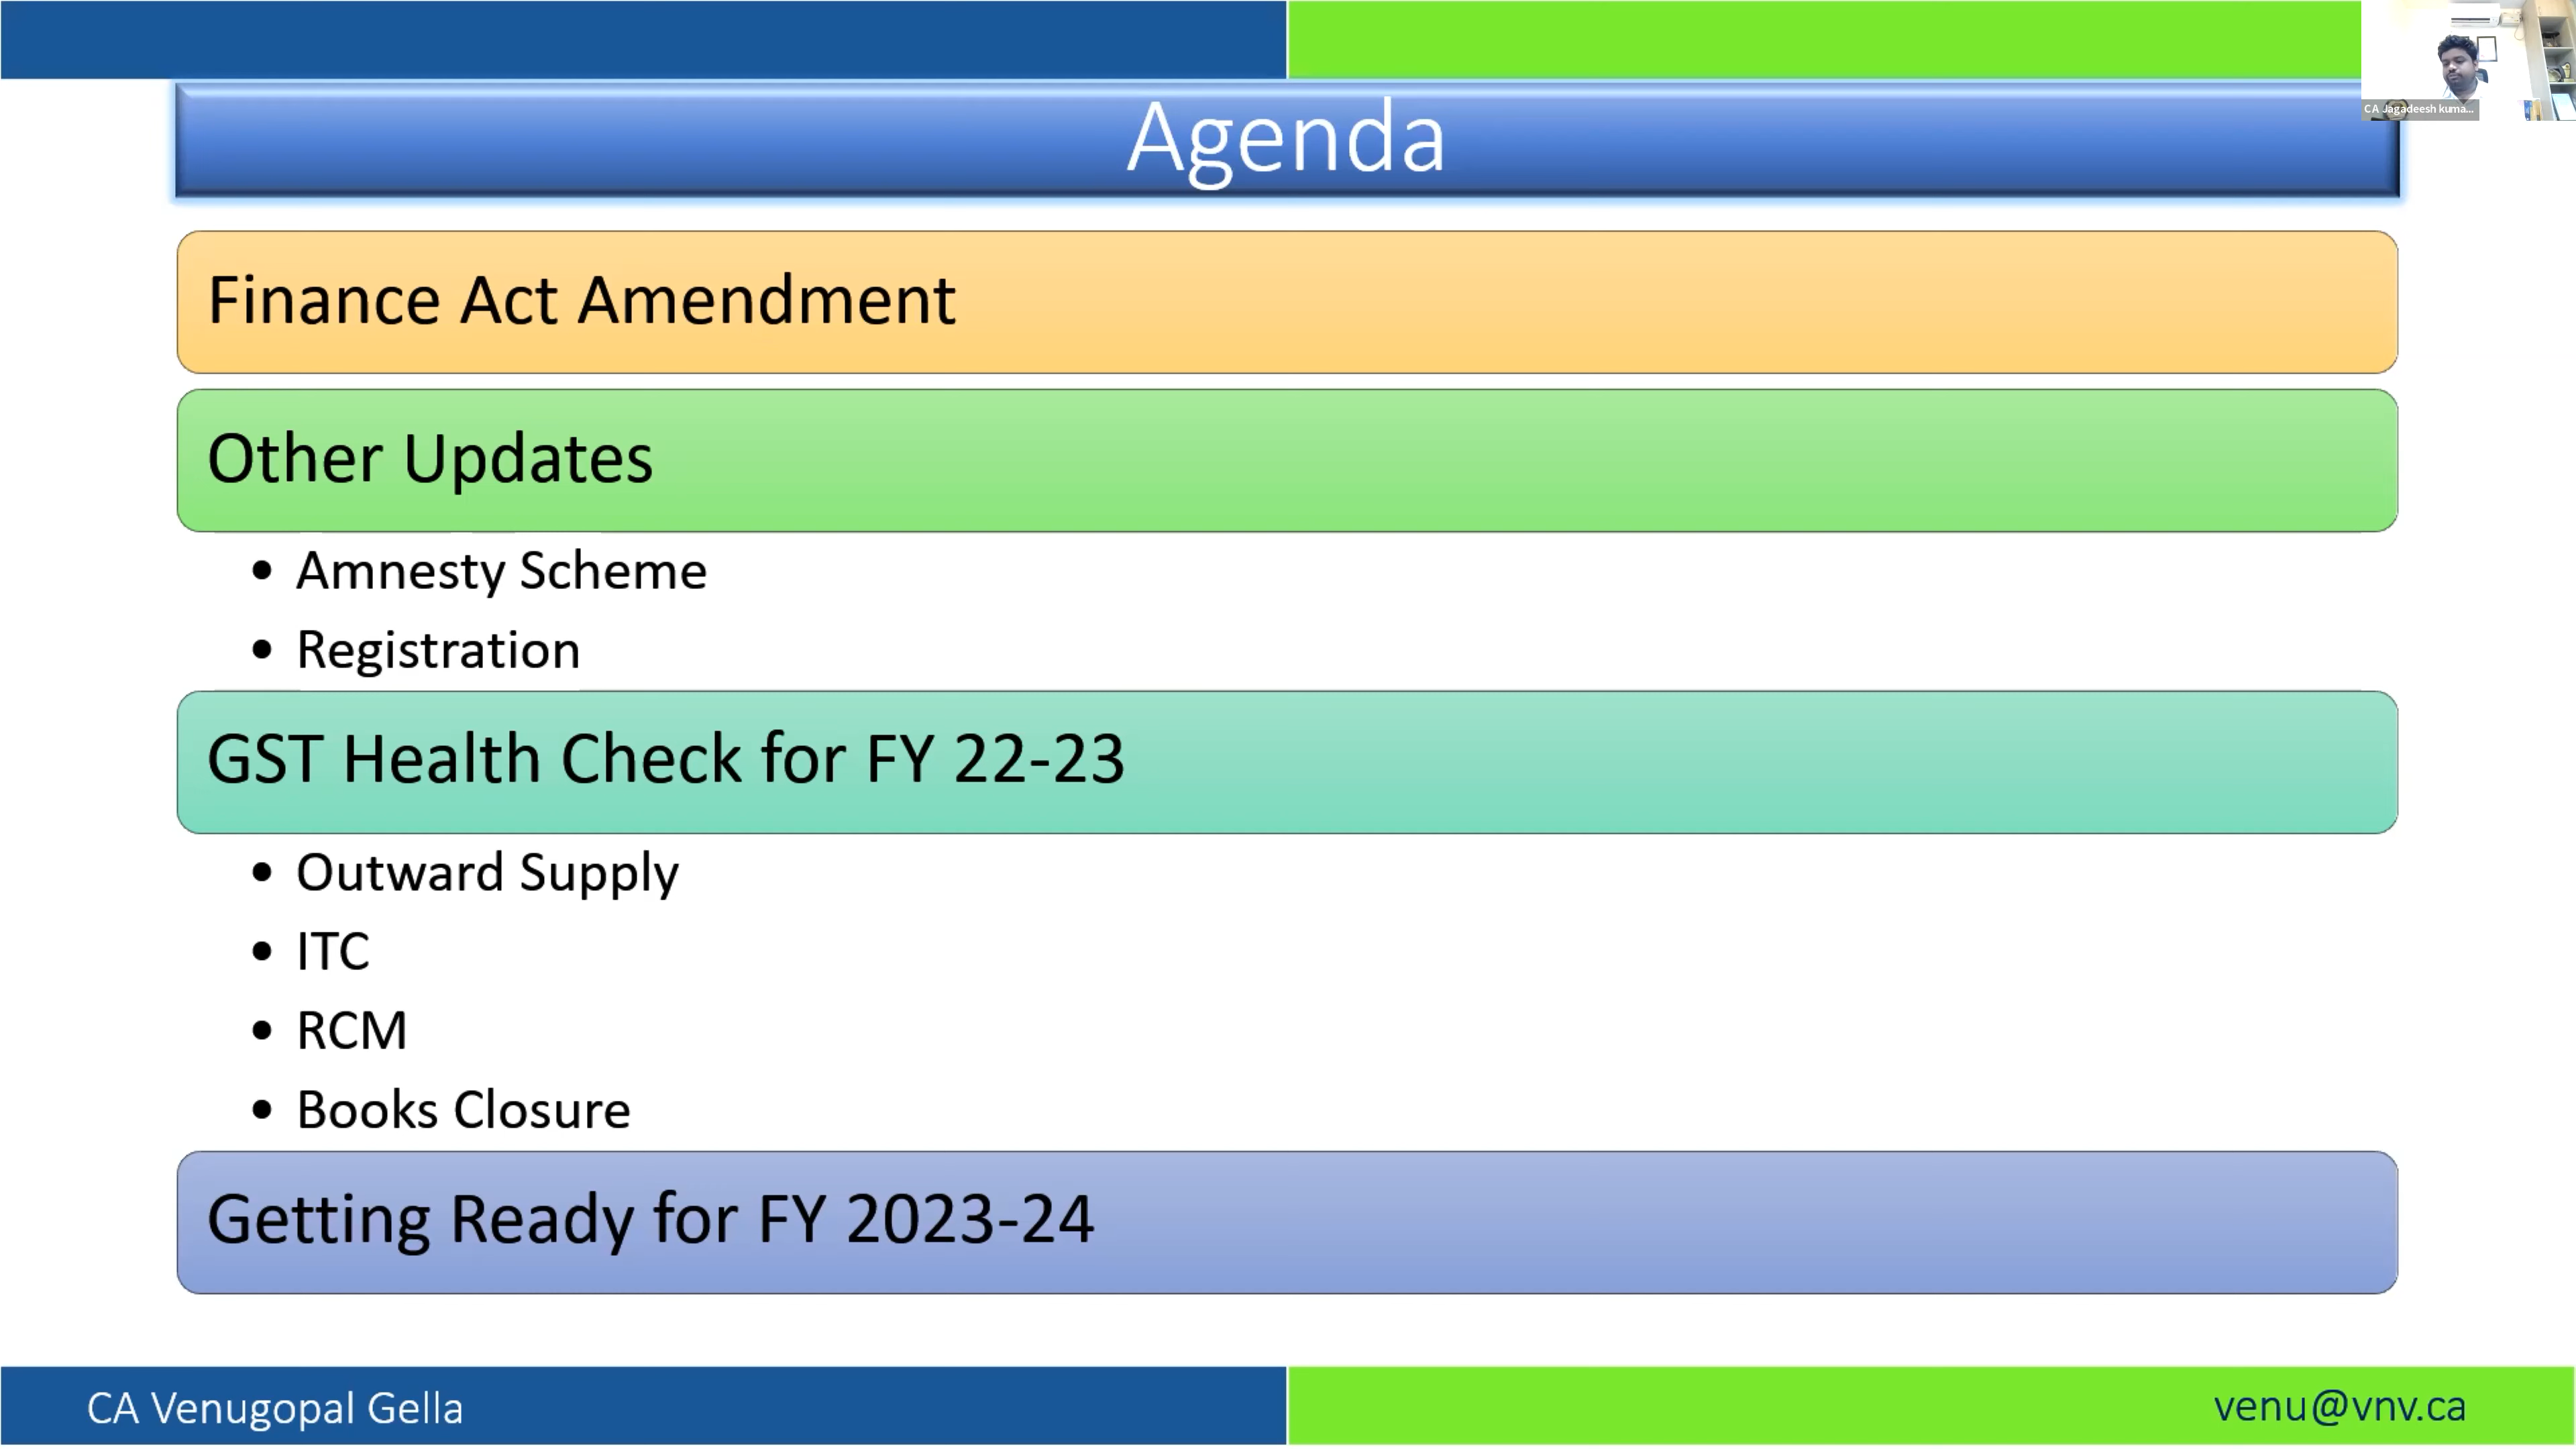 CA Jagadeesh kuma...
Agenda
Finance Act Amendment
Other Updates
• Amnesty Scheme
• Registration
GST Health Check for FY 22-23
• Outward Supply
• ITC
• RCM
• Books Closure
Getting Ready for FY 2023-24
CA Venugopal Gella
venu@vnv.ca